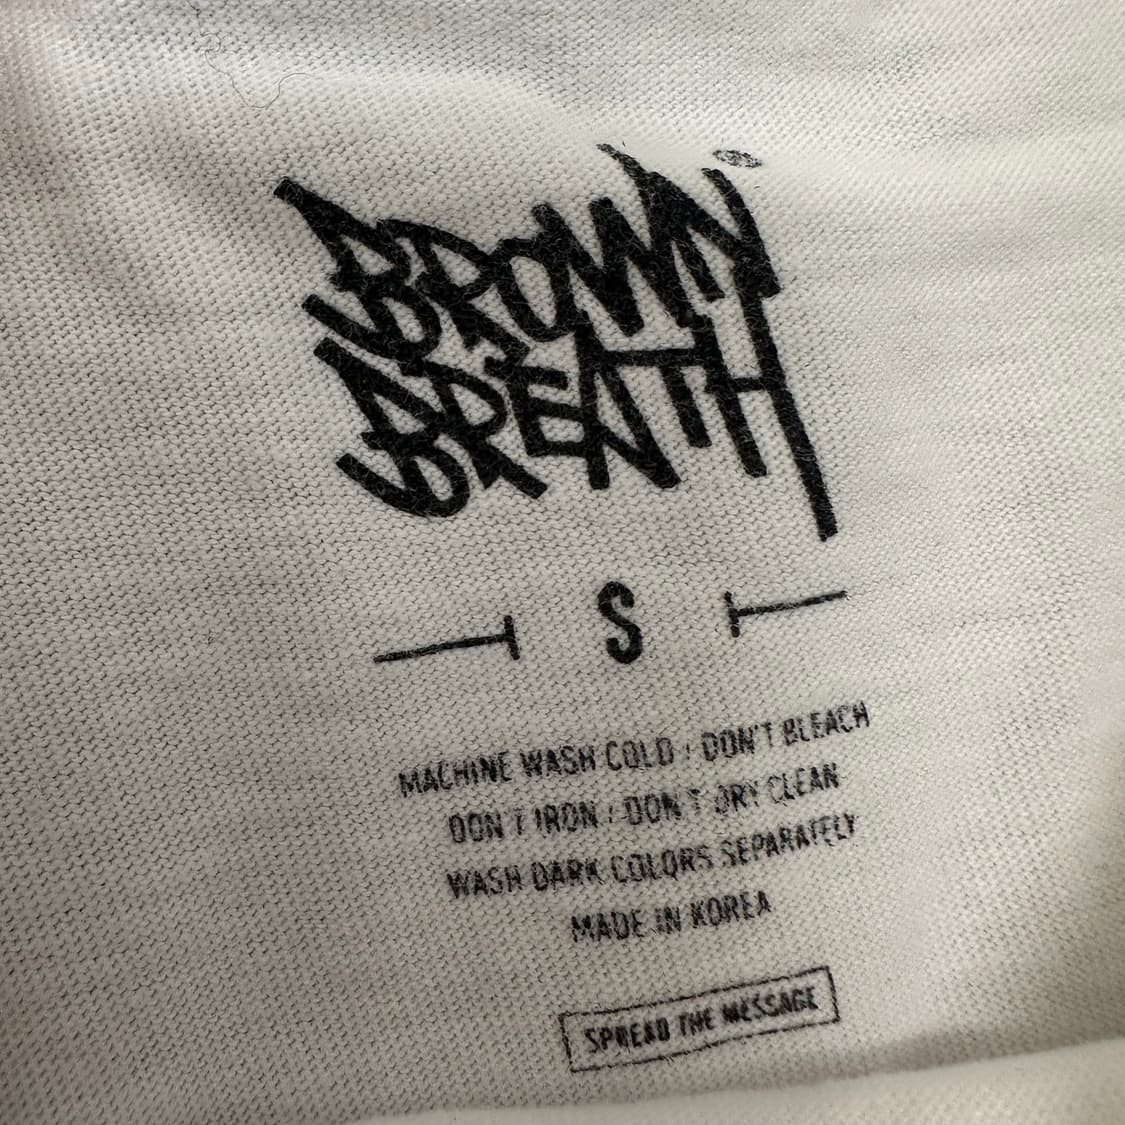 BROWN
BREATH
S
MACHINE WASH COLD / DON'T BLEACH
DON'T IRON / DON'T DRY CLEAN
WASH DARK COLORS SEPARATELY
MADE IN KOREA
SPREAD THE MESSAGE